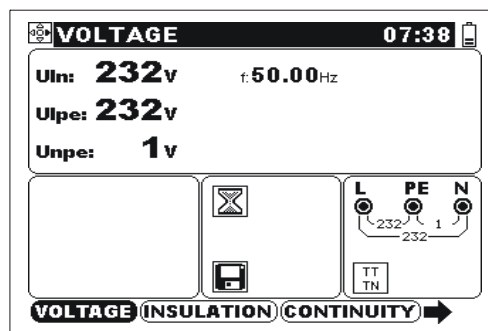 VOLTAGE 07:38
Uln: 232v f:50.00Hz
Ulpe: 232v
Unpe: 1v
L PE N
232 1
232
TT
TN
VOLTAGE INSULATION CONTINUITY